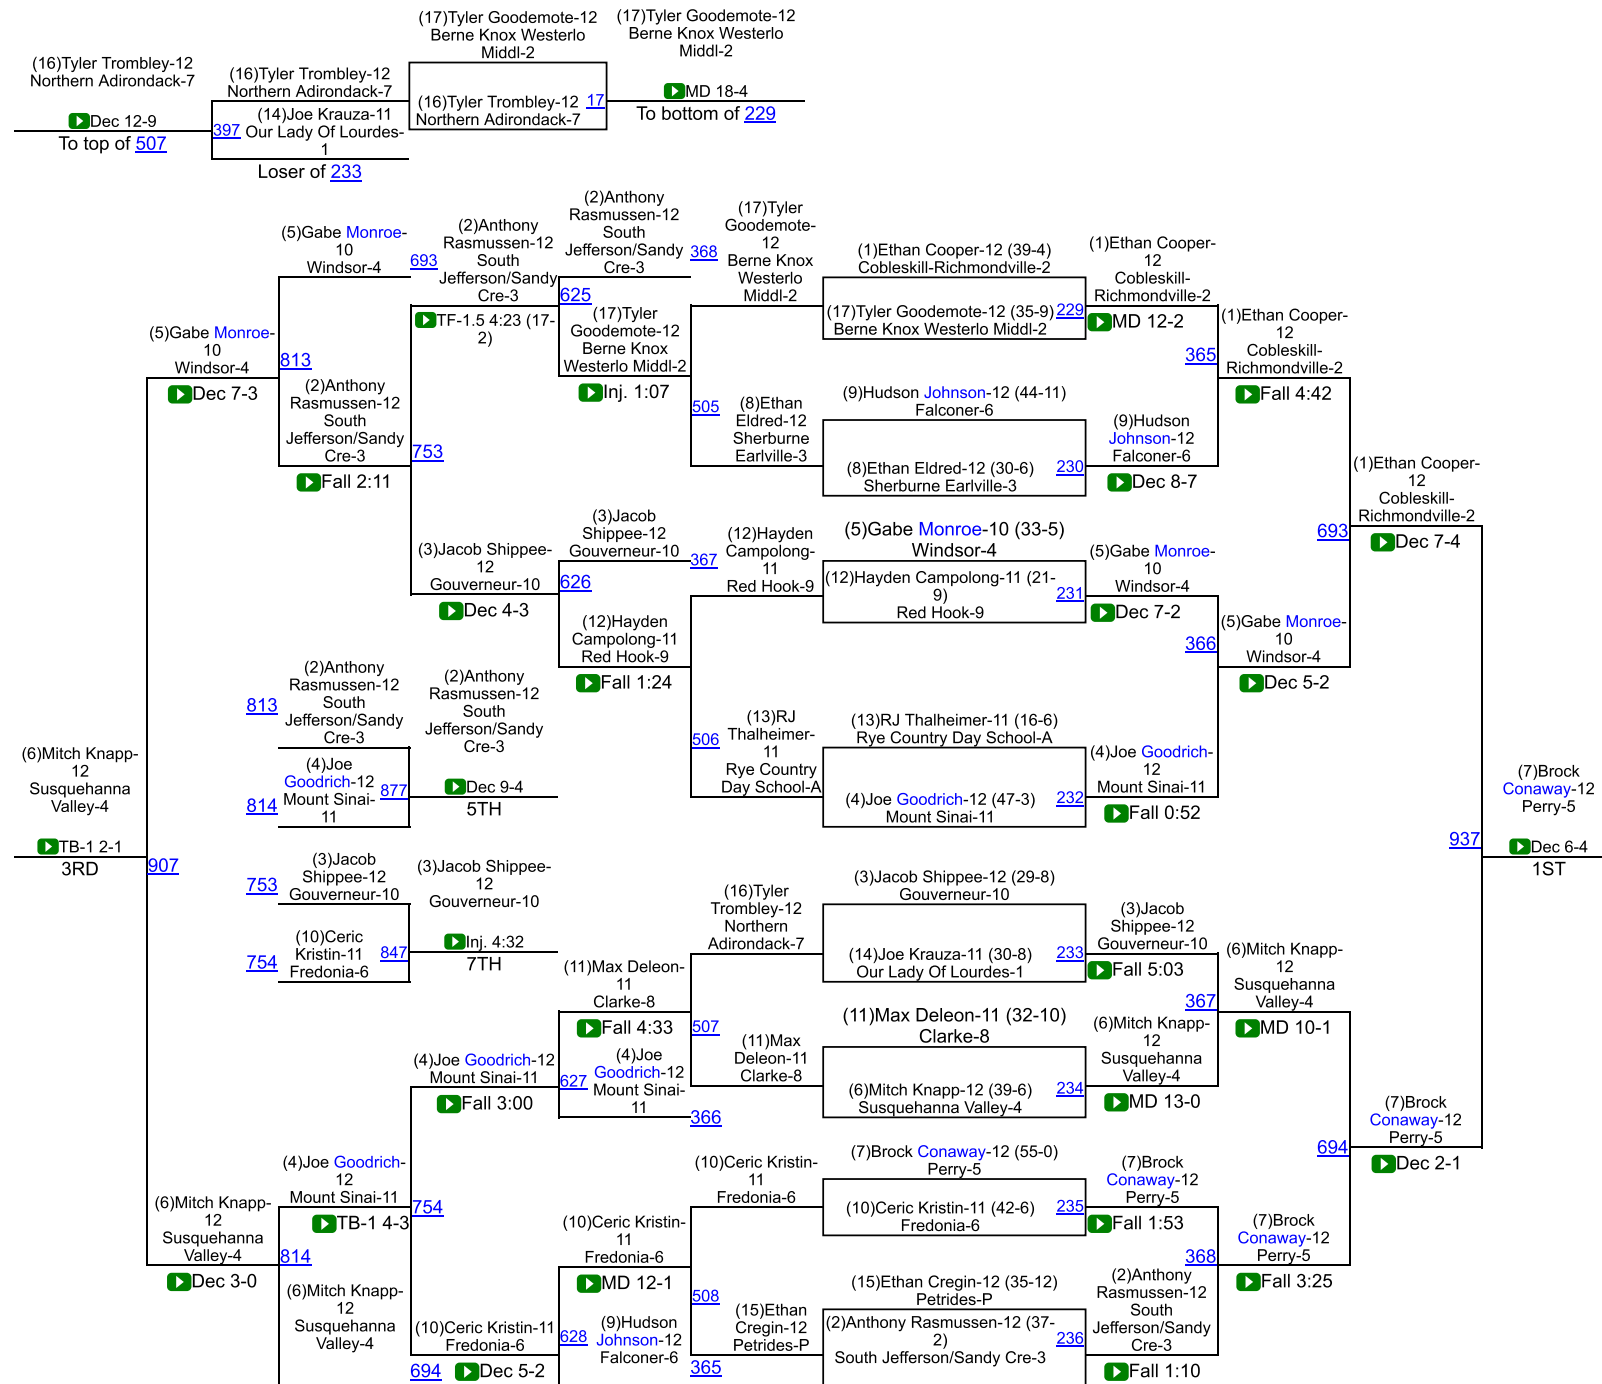 (17)Tyler Goodemote-12
Berne Knox Westerlo
Middl-2
(17)Tyler Goodemote-12
Berne Knox Westerlo
Middl-2
(16)Tyler Trombley-12
Northern Adirondack-7
(16)Tyler Trombley-12
Northern Adirondack-7
(16)Tyler Trombley-12
Northern Adirondack-7
17
MD 18-4
To bottom of 229
Dec 12-9
To top of 507
397
(14)Joe Krauza-11
Our Lady Of Lourdes-
1
Loser of 233
(5)Gabe Monroe-
10
Windsor-4
693
(2)Anthony
Rasmussen-12
South
Jefferson/Sandy
Cre-3
(2)Anthony
Rasmussen-12
South
Jefferson/Sandy
Cre-3
368
(17)Tyler
Goodemote-
12
Berne Knox
Westerlo
Middl-2
(1)Ethan Cooper-12 (39-4)
Cobleskill-Richmondville-2
(17)Tyler Goodemote-12 (35-9)
Berne Knox Westerlo Middl-2
229
(1)Ethan Cooper-
12
Cobleskill-
Richmondville-2
MD 12-2
625
TF-1.5 4:23 (17-
2)
(17)Tyler
Goodemote-12
Berne Knox
Westerlo Middl-2
Inj. 1:07
(5)Gabe Monroe-
10
Windsor-4
Dec 7-3
813
(2)Anthony
Rasmussen-12
South
Jefferson/Sandy
Cre-3
Fall 2:11
753
365
(1)Ethan Cooper-
12
Cobleskill-
Richmondville-2
Fall 4:42
505
(8)Ethan
Eldred-12
Sherburne
Earlville-3
(9)Hudson Johnson-12 (44-11)
Falconer-6
(8)Ethan Eldred-12 (30-6)
Sherburne Earlville-3
230
(9)Hudson
Johnson-12
Falconer-6
Dec 8-7
(1)Ethan Cooper-
12
Cobleskill-
Richmondville-2
693
Dec 7-4
(3)Jacob Shippee-
12
Gouverneur-10
Dec 4-3
(3)Jacob
Shippee-12
Gouverneur-10
367
626
(12)Hayden
Campolong-
11
Red Hook-9
(5)Gabe Monroe-10 (33-5)
Windsor-4
(12)Hayden Campolong-11 (21-
9)
Red Hook-9
231
(5)Gabe Monroe-
10
Windsor-4
Dec 7-2
(12)Hayden
Campolong-11
Red Hook-9
Fall 1:24
366
(5)Gabe Monroe-
10
Windsor-4
Dec 5-2
813
(2)Anthony
Rasmussen-12
South
Jefferson/Sandy
Cre-3
(2)Anthony
Rasmussen-12
South
Jefferson/Sandy
Cre-3
506
(13)RJ
Thalheimer-
11
Rye Country
Day School-A
(13)RJ Thalheimer-11 (16-6)
Rye Country Day School-A
(4)Joe Goodrich-12 (47-3)
Mount Sinai-11
232
(4)Joe Goodrich-
12
Mount Sinai-11
Fall 0:52
(6)Mitch Knapp-
12
Susquehanna
Valley-4
TB-1 2-1
3RD
907
814
(4)Joe
Goodrich-12
Mount Sinai-
11
877
Dec 9-4
5TH
(7)Brock
Conaway-12
Perry-5
937
Dec 6-4
1ST
753
(3)Jacob
Shippee-12
Gouverneur-10
(3)Jacob Shippee-
12
Gouverneur-10
754
(10)Ceric
Kristin-11
Fredonia-6
847
Inj. 4:32
7TH
(16)Tyler
Trombley-12
Northern
Adirondack-7
(3)Jacob Shippee-12 (29-8)
Gouverneur-10
(14)Joe Krauza-11 (30-8)
Our Lady Of Lourdes-1
233
(3)Jacob
Shippee-12
Gouverneur-10
Fall 5:03
(11)Max Deleon-
11
Clarke-8
Fall 4:33
367
(6)Mitch Knapp-
12
Susquehanna
Valley-4
MD 10-1
507
(11)Max
Deleon-11
Clarke-8
(11)Max Deleon-11 (32-10)
Clarke-8
(6)Mitch Knapp-12 (39-6)
Susquehanna Valley-4
234
(6)Mitch Knapp-
12
Susquehanna
Valley-4
MD 13-0
(4)Joe Goodrich-12
Mount Sinai-11
Fall 3:00
627
(4)Joe
Goodrich-12
Mount Sinai-
11
366
694
(7)Brock
Conaway-12
Perry-5
Dec 2-1
(4)Joe Goodrich-
12
Mount Sinai-11
TB-1 4-3
754
(10)Ceric Kristin-
11
Fredonia-6
(7)Brock Conaway-12 (55-0)
Perry-5
(10)Ceric Kristin-11 (42-6)
Fredonia-6
235
(7)Brock
Conaway-12
Perry-5
Fall 1:53
(6)Mitch Knapp-
12
Susquehanna
Valley-4
Dec 3-0
814
(10)Ceric Kristin-
11
Fredonia-6
MD 12-1
368
(7)Brock
Conaway-12
Perry-5
Fall 3:25
(6)Mitch Knapp-
12
Susquehanna
Valley-4
694
(10)Ceric Kristin-11
Fredonia-6
Dec 5-2
628
(9)Hudson
Johnson-12
Falconer-6
365
508
(15)Ethan
Cregin-12
Petrides-P
(15)Ethan Cregin-12 (35-12)
Petrides-P
(2)Anthony Rasmussen-12 (37-
2)
South Jefferson/Sandy Cre-3
236
(2)Anthony
Rasmussen-12
South
Jefferson/Sandy
Cre-3
Fall 1:10